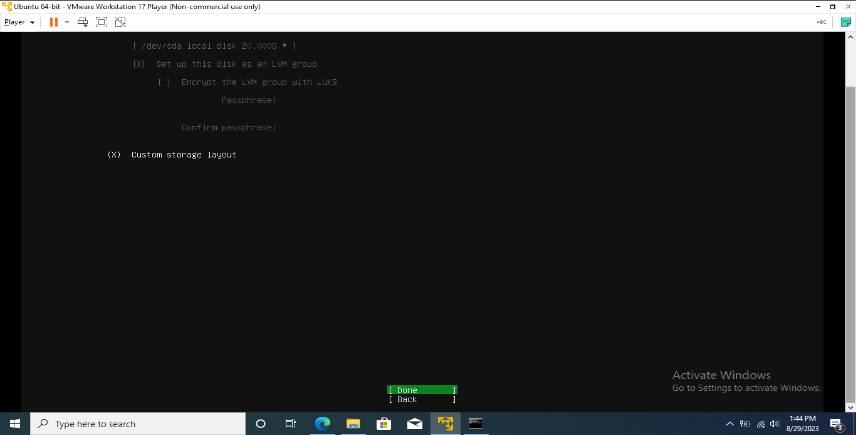 Ubuntu 64-bit - VMware Workstation 17 Player (Non-commercial use only)
Player
[ /dev/sda local disk 20.000G ▾ ]
[X] Set up this disk as an LVM group
[ ] Encrypt the LVM group with LUKS
Passphrase:
Confirm passphrase:
(X) Custom storage layout
[ Done ]
[ Back ]
Activate Windows
Go to Settings to activate Windows.
Type here to search
1:44 PM
8/29/2023
3